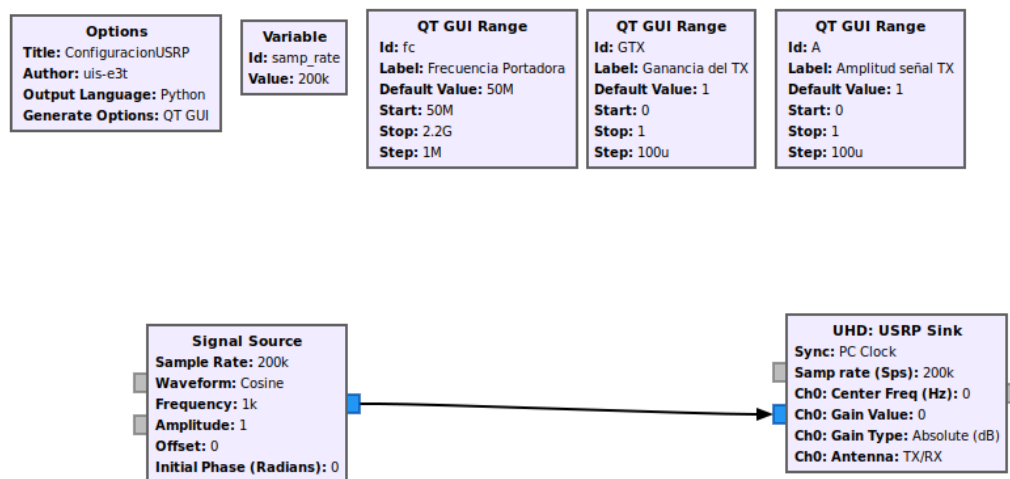 Options
Title: ConfiguracionUSRP
Author: uis-e3t
Output Language: Python
Generate Options: QT GUI
Variable
Id: samp_rate
Value: 200k
QT GUI Range
Id: fc
Label: Frecuencia Portadora
Default Value: 50M
Start: 50M
Stop: 2.2G
Step: 1M
QT GUI Range
Id: GTX
Label: Ganancia del TX
Default Value: 1
Start: 0
Stop: 1
Step: 100u
QT GUI Range
Id: A
Label: Amplitud señal TX
Default Value: 1
Start: 0
Stop: 1
Step: 100u
Signal Source
Sample Rate: 200k
Waveform: Cosine
Frequency: 1k
Amplitude: 1
Offset: 0
Initial Phase (Radians): 0
UHD: USRP Sink
Sync: PC Clock
Samp rate (Sps): 200k
Ch0: Center Freq (Hz): 0
Ch0: Gain Value: 0
Ch0: Gain Type: Absolute (dB)
Ch0: Antenna: TX/RX